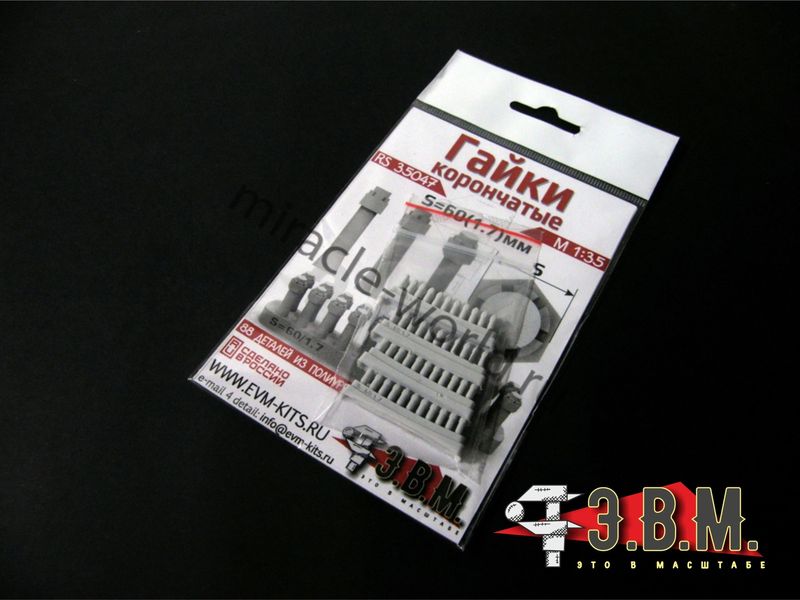 Гайки
корончатые
RS 35047
M 1:35
S=60(1.7)мм
S
S=60/1.7
88 ДЕТАЛЕЙ ИЗ
СДЕЛАНО
В РОССИИ
WWW.EVM-KITS.RU
e-mail 4 detail: info@evm-kits.ru
Э.В.М.
ЭТО В МАСШТАБЕ
miracle-world.r
Э.В.М.
ЭТО В МАСШТАБЕ